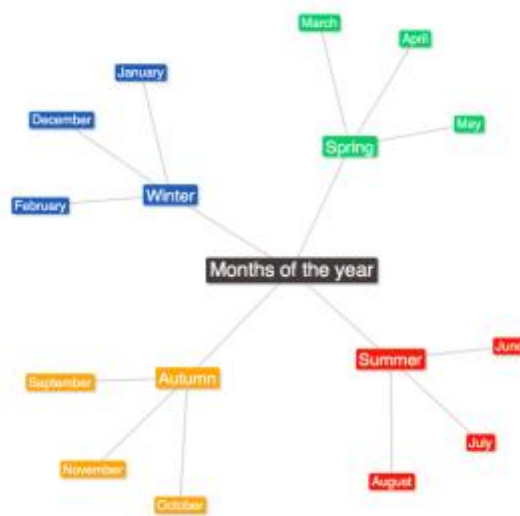 March
April
January
December
May
Spring
Winter
February
Months of the year
June
Summer
Autumn
September
July
November
August
October